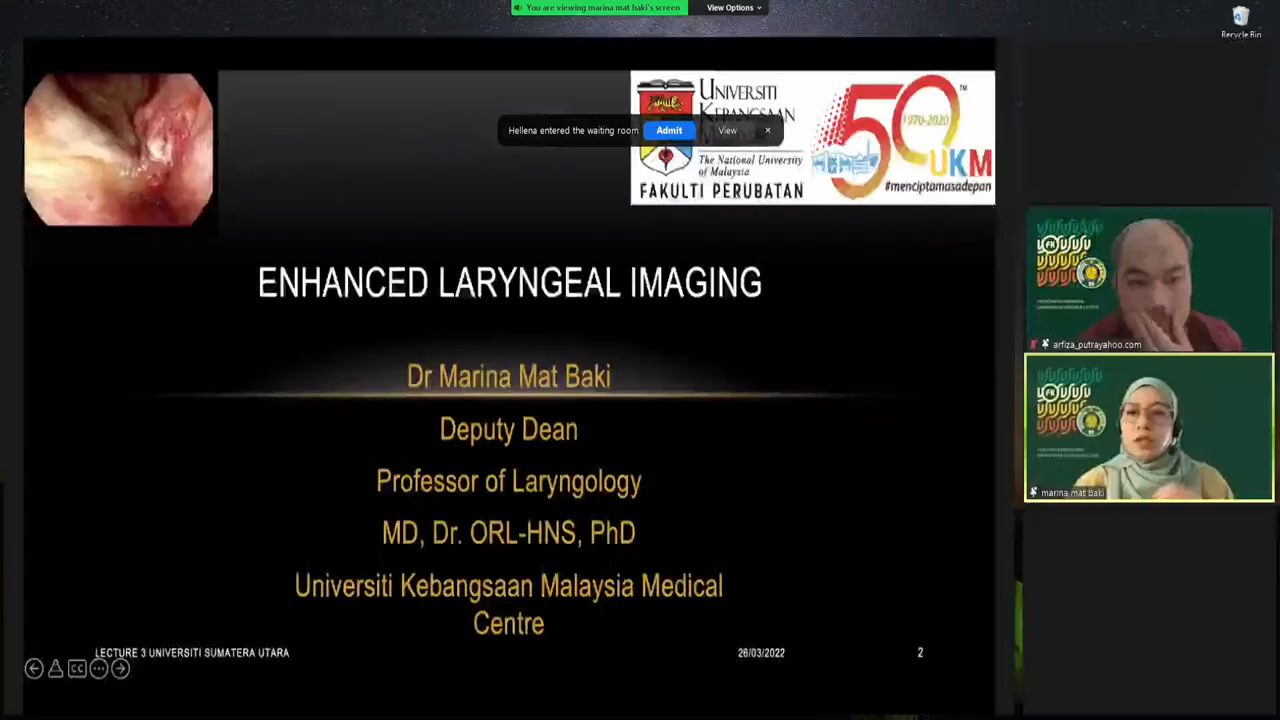 You are viewing marina mat baki's screen
View Options
Recycle Bin
UNIVERSITI
KEBANGSAAN
The National University
of Malaysia
FAKULTI PERUBATAN
50
TM
1970-2020
UKM
#menciptamasadepan
Hellena entered the waiting room
Admit
View
ENHANCED LARYNGEAL IMAGING
Dr Marina Mat Baki
Deputy Dean
Professor of Laryngology
MD, Dr. ORL-HNS, PhD
Universiti Kebangsaan Malaysia Medical
Centre
LECTURE 3 UNIVERSITI SUMATERA UTARA
26/03/2022
2
CC
arfiza_putrayahoo.com
marina mat baki